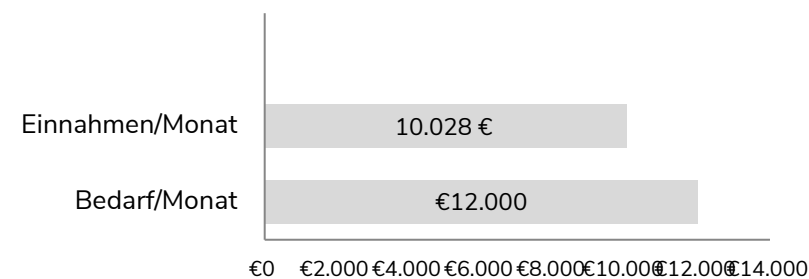 Einnahmen/Monat 10.028 €
Bedarf/Monat €12.000
€0 €2.000 €4.000 €6.000 €8.000 €10.000 €12.000 €14.000